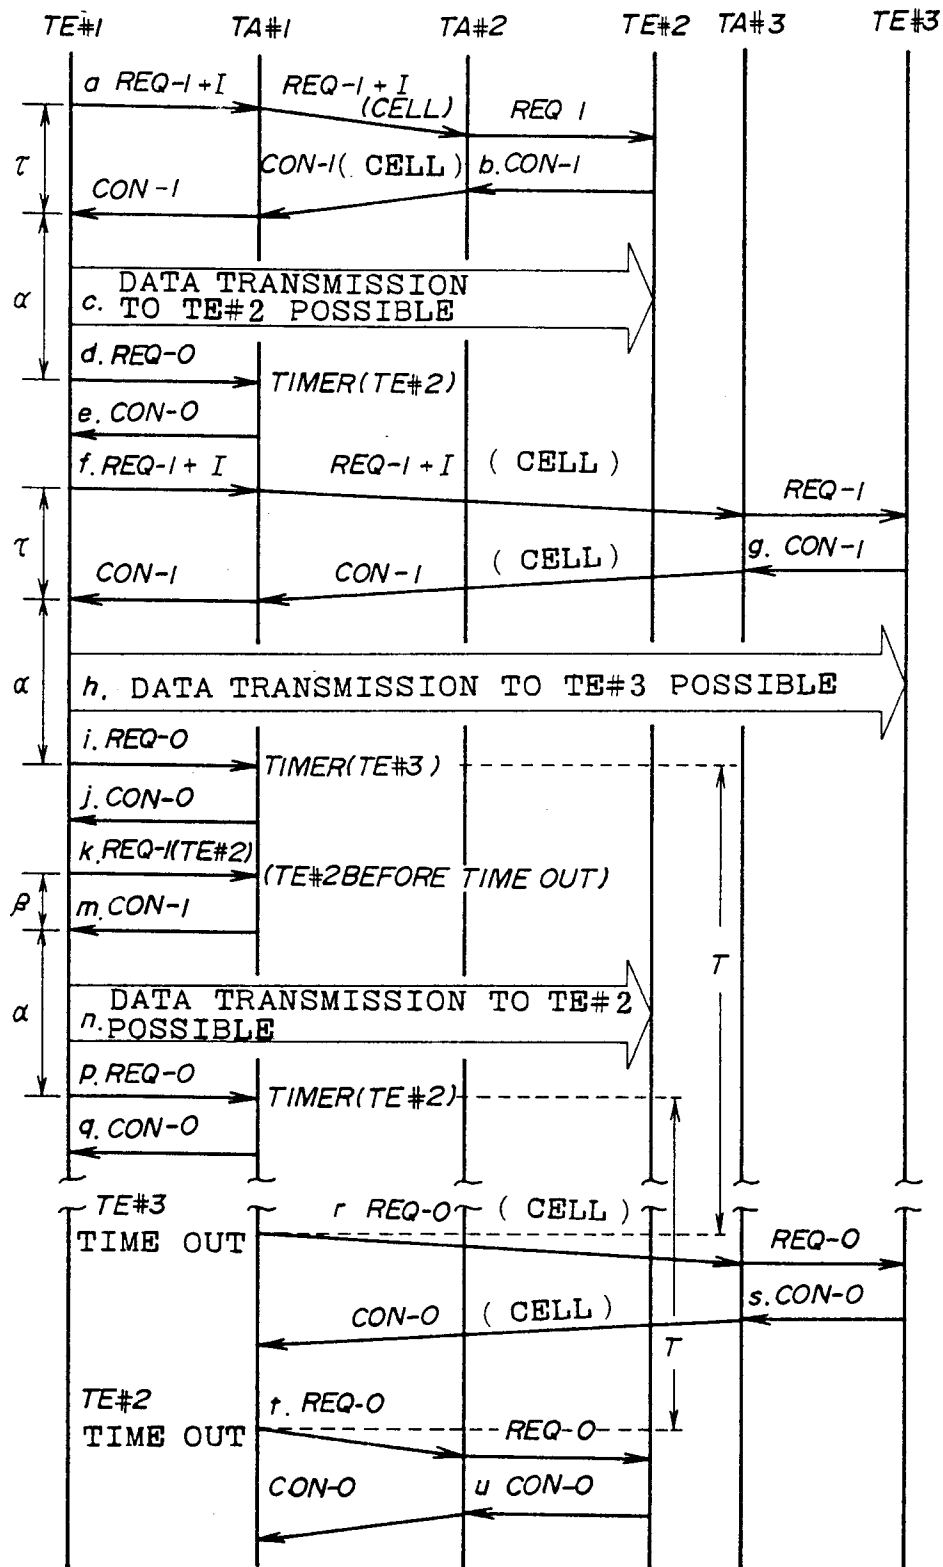 TE#1 TA#1 TA#2 TE#2 TA#3 TE#3
a REQ-1+I REQ-1+I
(CELL) REQ 1
τ CON-1( CELL ) b. CON-1
CON-1
α c. DATA TRANSMISSION
TO TE#2 POSSIBLE
d. REQ-0
TIMER(TE#2)
e. CON-0
f. REQ-1+ I REQ-1+I ( CELL )
REQ-1
τ ( CELL ) g. CON-1
CON-1 CON-1
α h. DATA TRANSMISSION TO TE#3 POSSIBLE
i. REQ-0
TIMER(TE#3)
j. CON-0
k. REQ-1(TE#2)
(TE#2BEFORE TIME OUT)
β m. CON-1
T
α n. DATA TRANSMISSION TO TE#2
POSSIBLE
p. REQ-0
TIMER(TE#2)
q. CON-0
TE#3 r REQ-0 ( CELL )
TIME OUT REQ-0
CON-0 ( CELL ) s. CON-0
T
TE#2 t. REQ-0
TIME OUT REQ-0
CON-0 u CON-0